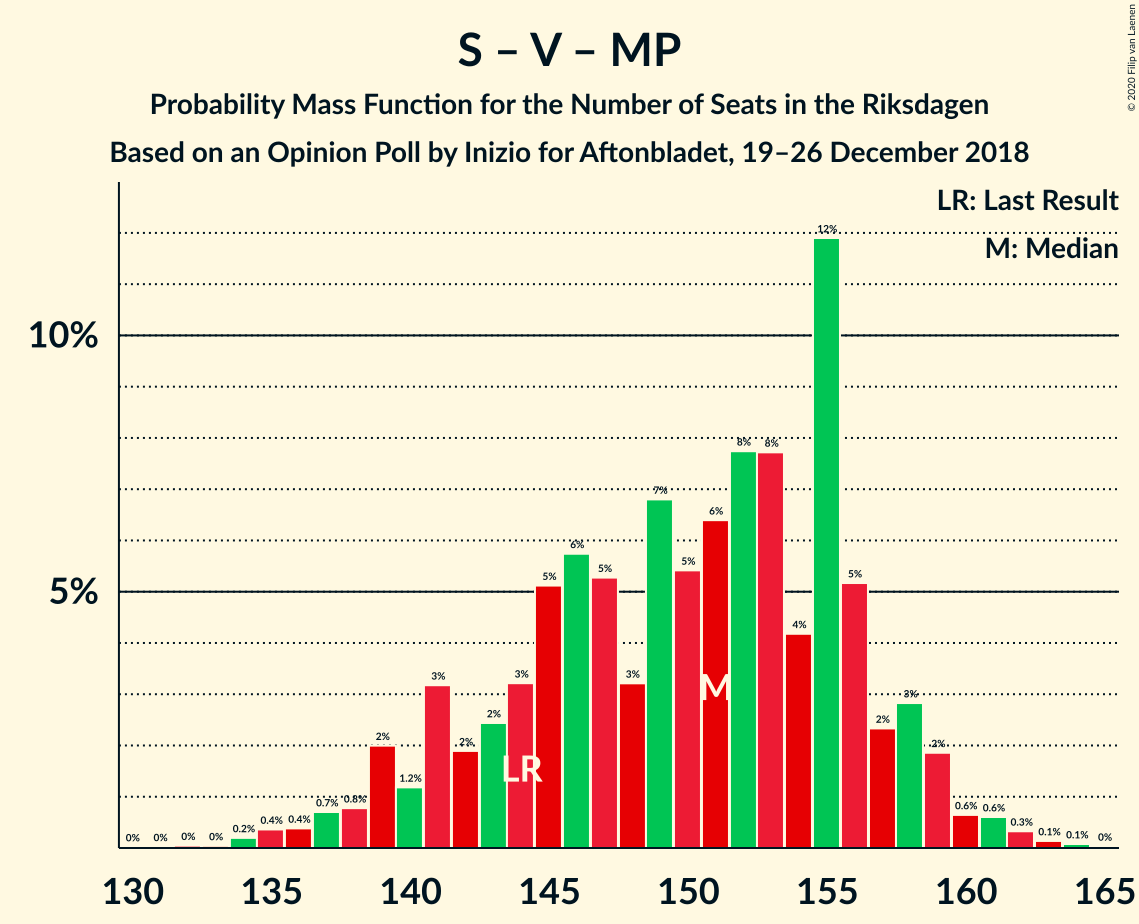 S – V – MP
Probability Mass Function for the Number of Seats in the Riksdagen
Based on an Opinion Poll by Inizio for Aftonbladet, 19–26 December 2018
© 2020 Filip van Laenen
LR: Last Result
M: Median
10%
5%
0% 0% 0% 0% 0.2% 0.4% 0.4% 0.7% 0.8% 2% 1.2% 3% 2% 2% 3% 5% 6% 5% 3% 7% 5% 6% 8% 8% 4% 12% 5% 2% 3% 2% 0.6% 0.6% 0.3% 0.1% 0.1% 0%
M
LR
130 135 140 145 150 155 160 165